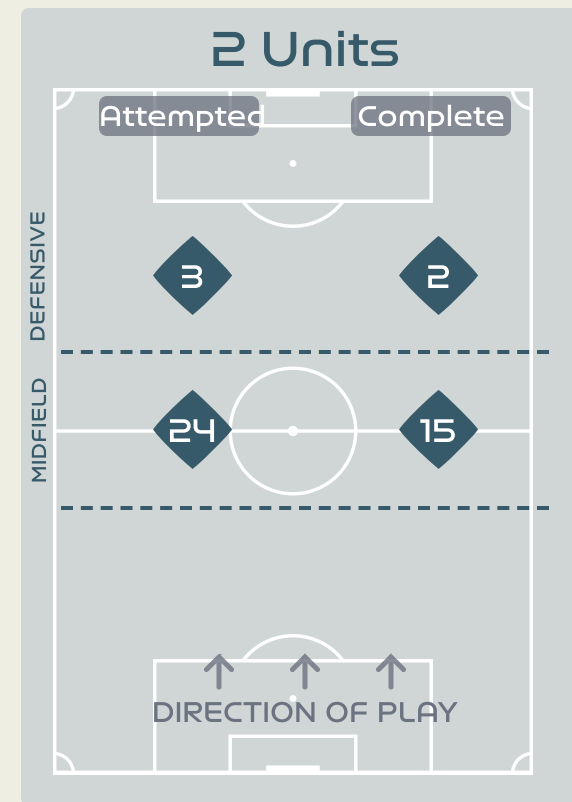 2 Units
Attempted
Complete
DEFENSIVE
3
2
MIDFIELD
24
15
DIRECTION OF PLAY